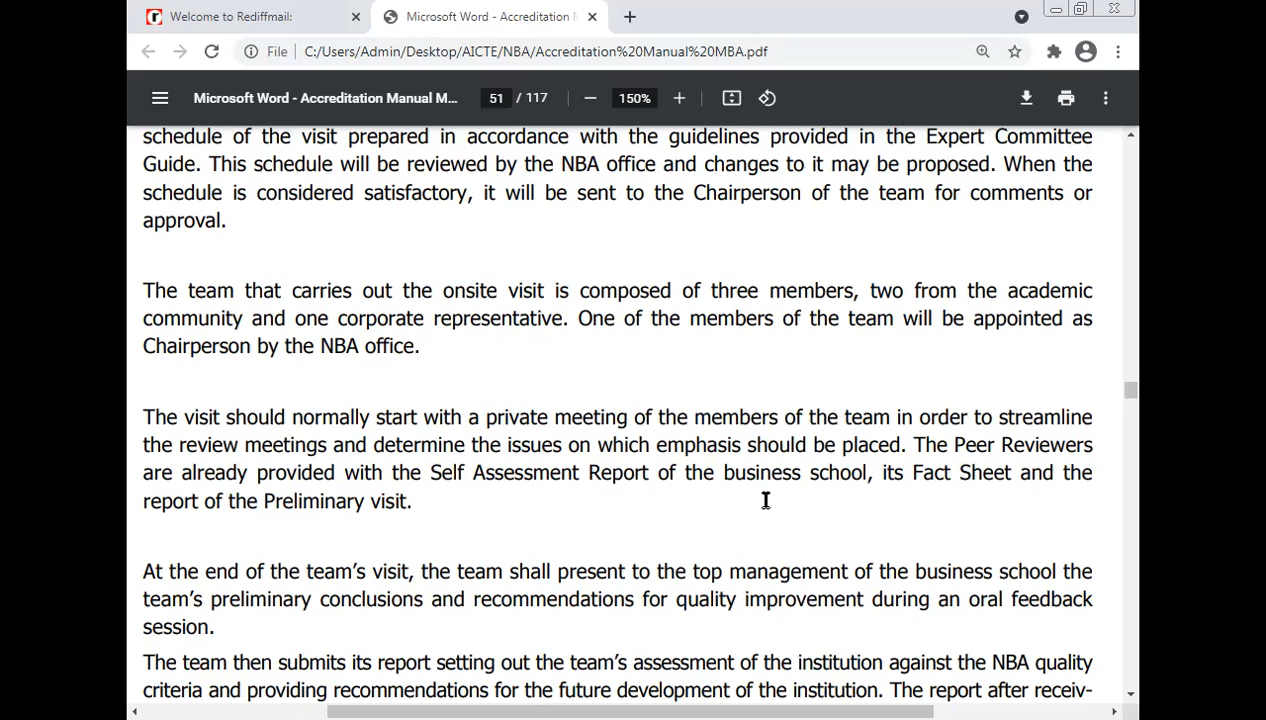 Welcome to Rediffmail:
Microsoft Word - Accreditation M
File C:/Users/Admin/Desktop/AICTE/NBA/Accreditation%20Manual%20MBA.pdf
Microsoft Word - Accreditation Manual M... 51 / 117 150%
schedule of the visit prepared in accordance with the guidelines provided in the Expert Committee
Guide. This schedule will be reviewed by the NBA office and changes to it may be proposed. When the
schedule is considered satisfactory, it will be sent to the Chairperson of the team for comments or
approval.
The team that carries out the onsite visit is composed of three members, two from the academic
community and one corporate representative. One of the members of the team will be appointed as
Chairperson by the NBA office.
The visit should normally start with a private meeting of the members of the team in order to streamline
the review meetings and determine the issues on which emphasis should be placed. The Peer Reviewers
are already provided with the Self Assessment Report of the business school, its Fact Sheet and the
report of the Preliminary visit.
At the end of the team’s visit, the team shall present to the top management of the business school the
team’s preliminary conclusions and recommendations for quality improvement during an oral feedback
session.
The team then submits its report setting out the team’s assessment of the institution against the NBA quality
criteria and providing recommendations for the future development of the institution. The report after receiv-